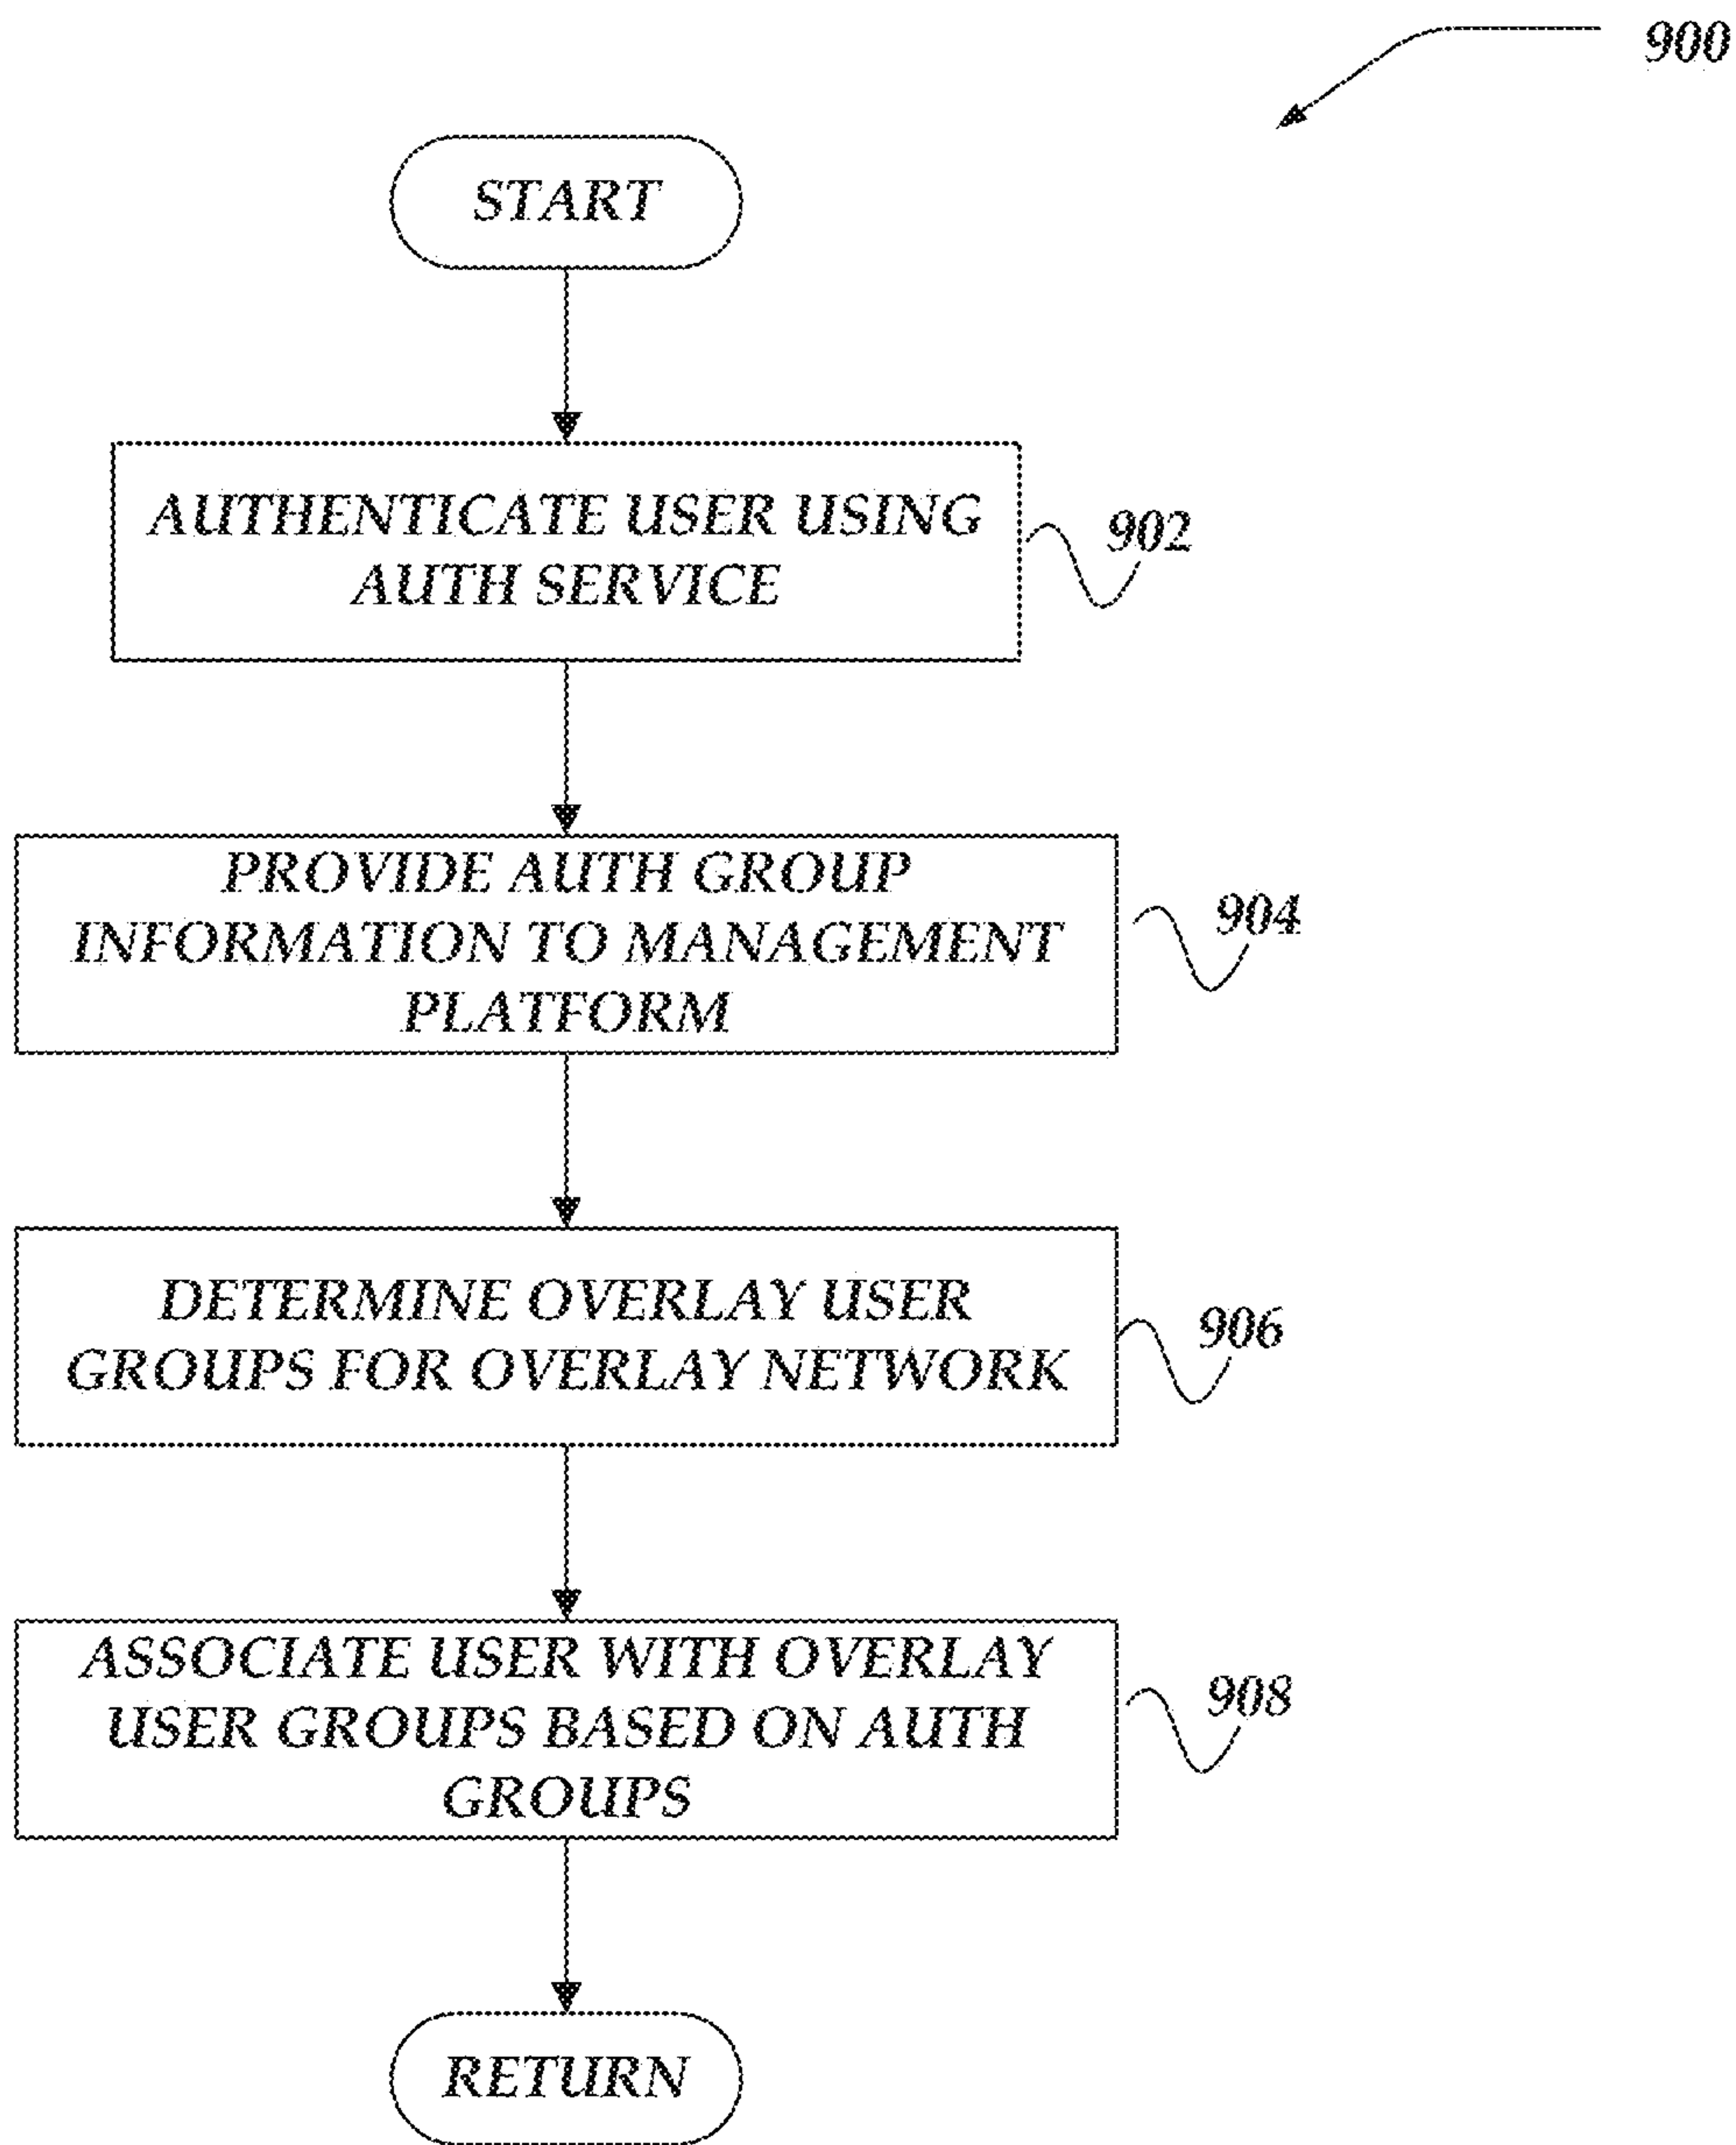 900
START
AUTHENTICATE USER USING
AUTH SERVICE
902
PROVIDE AUTH GROUP
INFORMATION TO MANAGEMENT
PLATFORM
904
DETERMINE OVERLAY USER
GROUPS FOR OVERLAY NETWORK
906
ASSOCIATE USER WITH OVERLAY
USER GROUPS BASED ON AUTH
GROUPS
908
RETURN